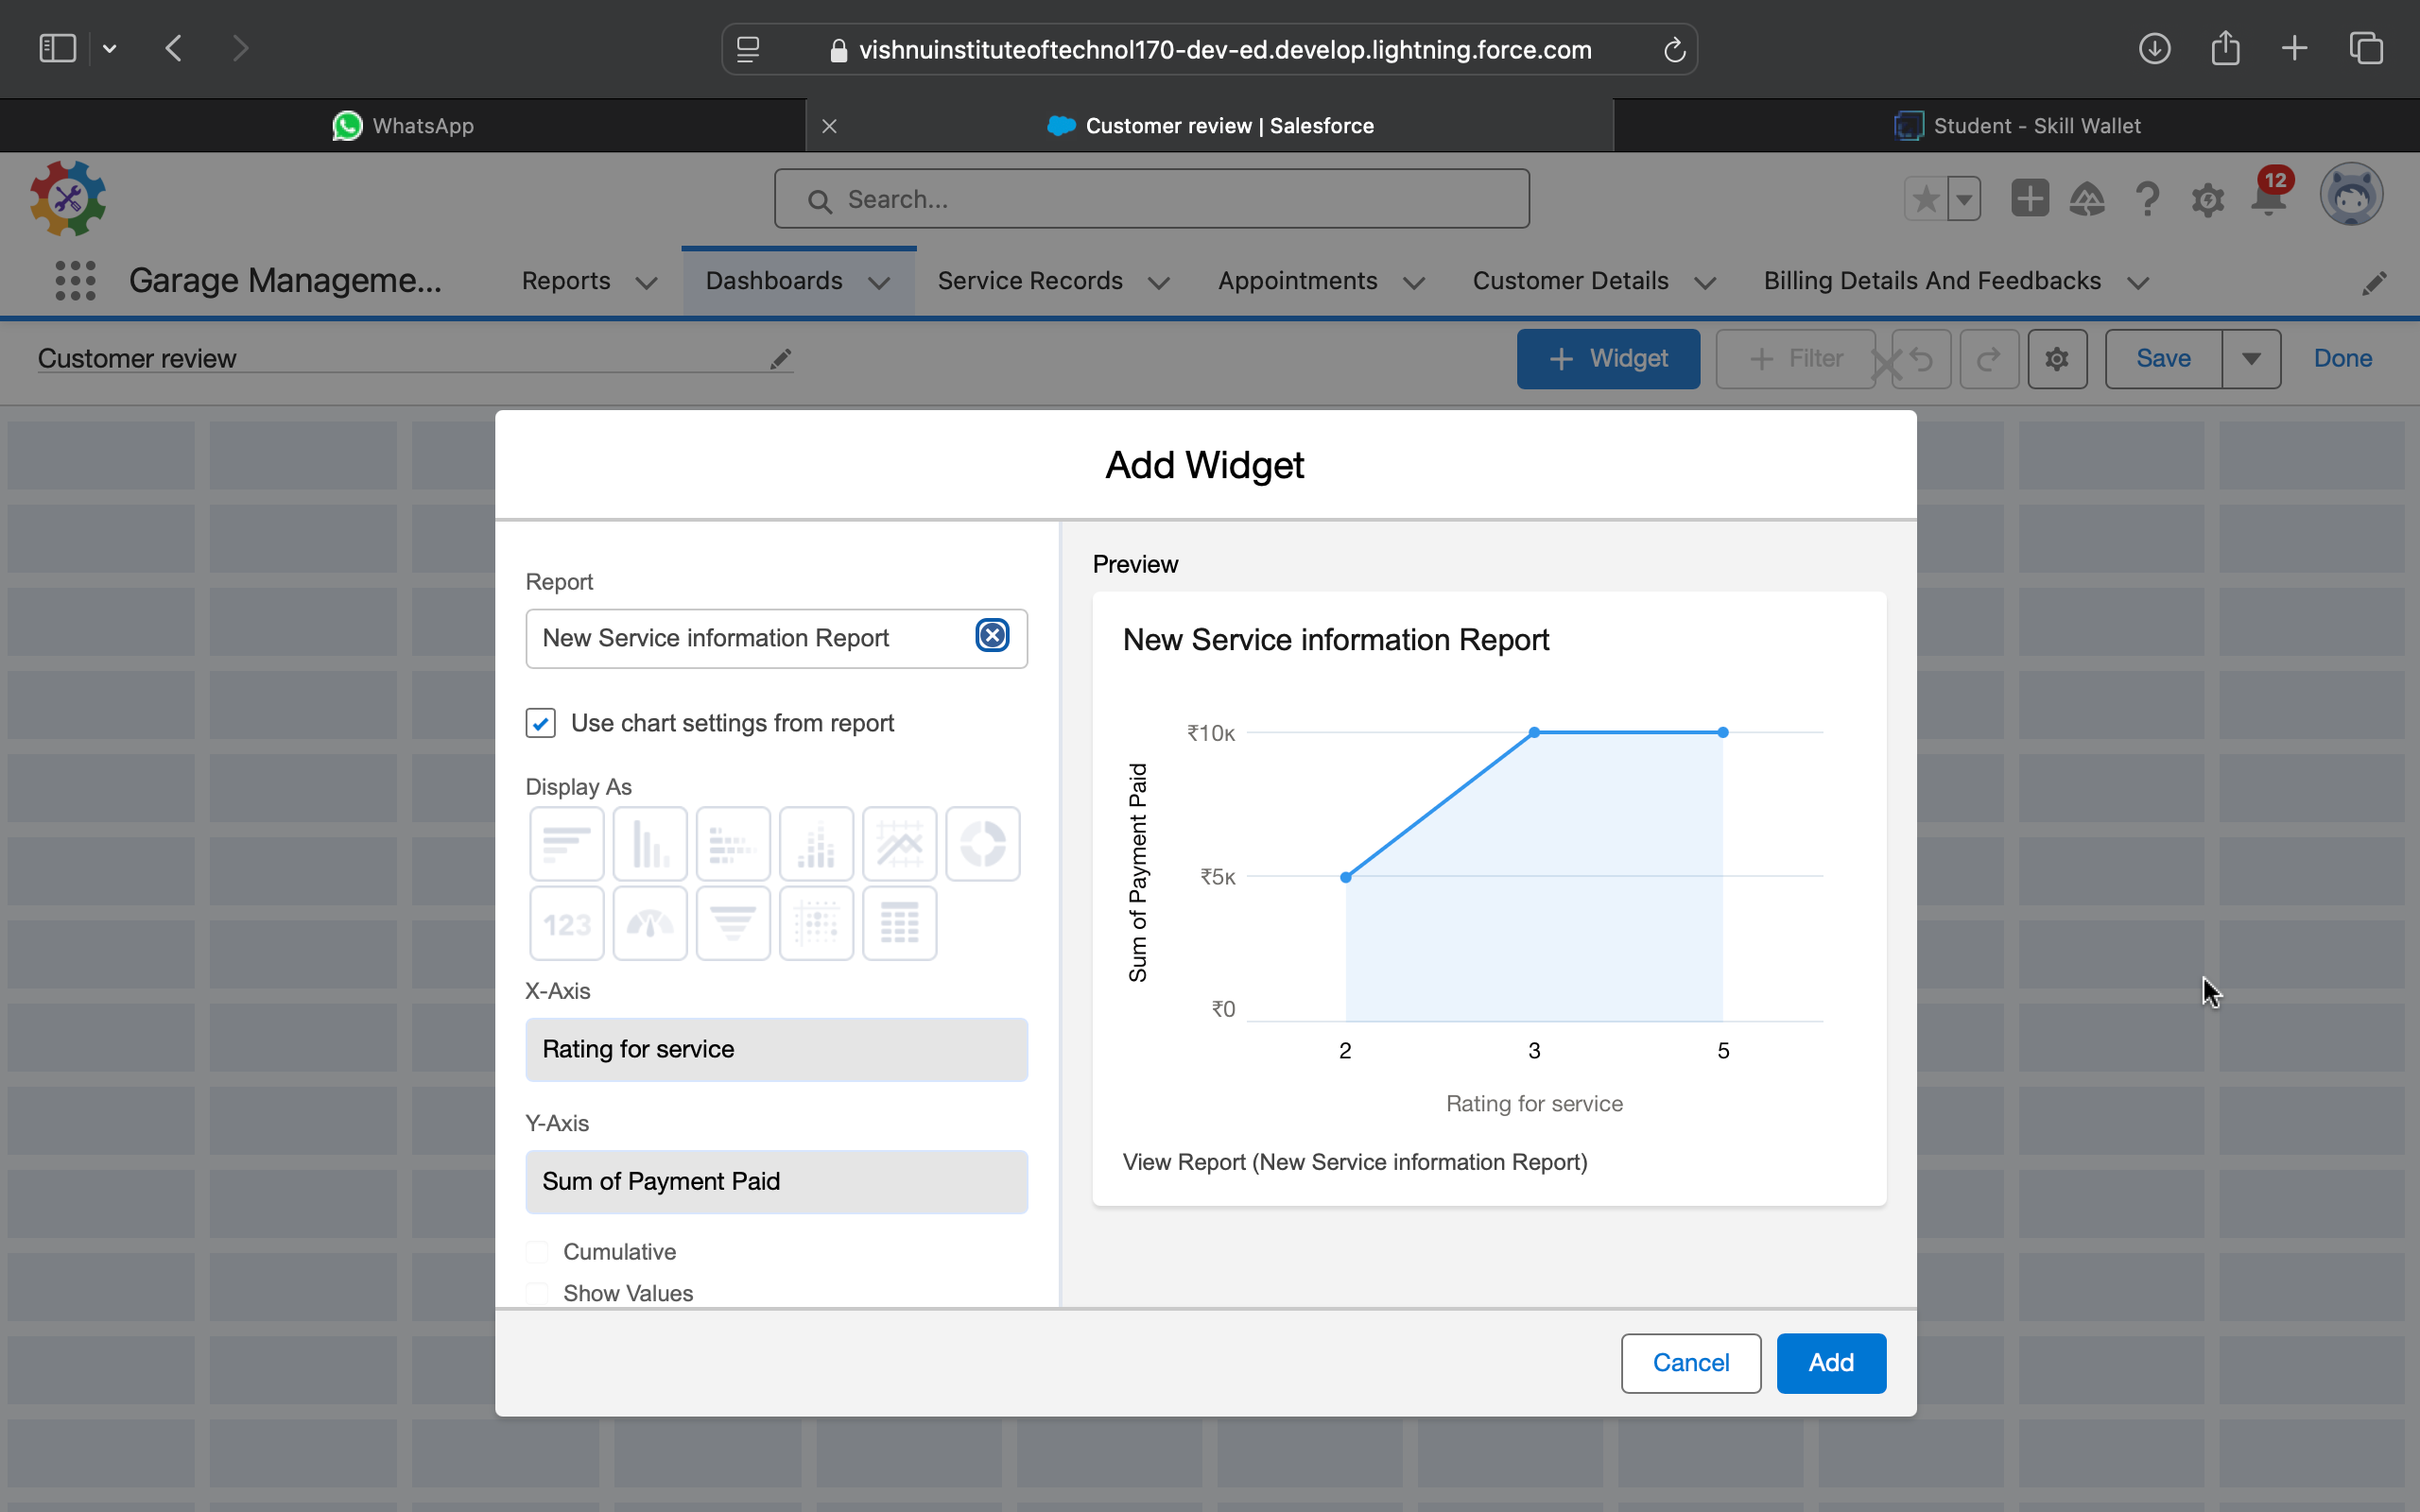 vishnuinstituteoftechnol170-dev-ed.develop.lightning.force.com
WhatsApp
Customer review | Salesforce
Student - Skill Wallet
Search...
12
Garage Manageme...
Reports
Dashboards
Service Records
Appointments
Customer Details
Billing Details And Feedbacks
Customer review
+ Widget
+ Filter
Save
Done
Add Widget
Report
New Service information Report
Use chart settings from report
Display As
123
X-Axis
Rating for service
Y-Axis
Sum of Payment Paid
Cumulative
Show Values
Preview
New Service information Report
Sum of Payment Paid
₹10K
₹5K
₹0
2
3
5
Rating for service
View Report (New Service information Report)
Cancel
Add